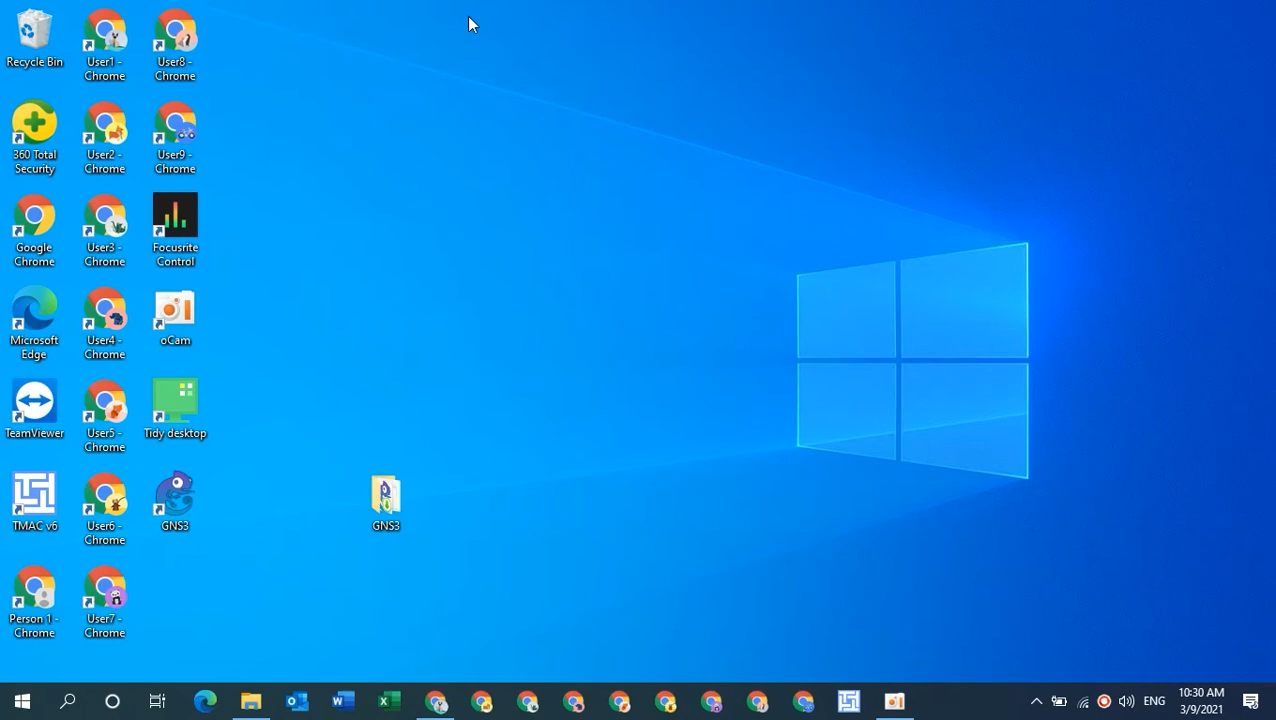 Recycle Bin
User1 -
Chrome
User8 -
Chrome
360 Total
Security
User2 -
Chrome
User9 -
Chrome
Google
Chrome
User3 -
Chrome
Focusrite
Control
Microsoft
Edge
User4 -
Chrome
oCam
TeamViewer
User5 -
Chrome
Tidy desktop
TMAC v6
User6 -
Chrome
GNS3
GNS3
Person 1 -
Chrome
User7 -
Chrome
ENG
10:30 AM
3/9/2021